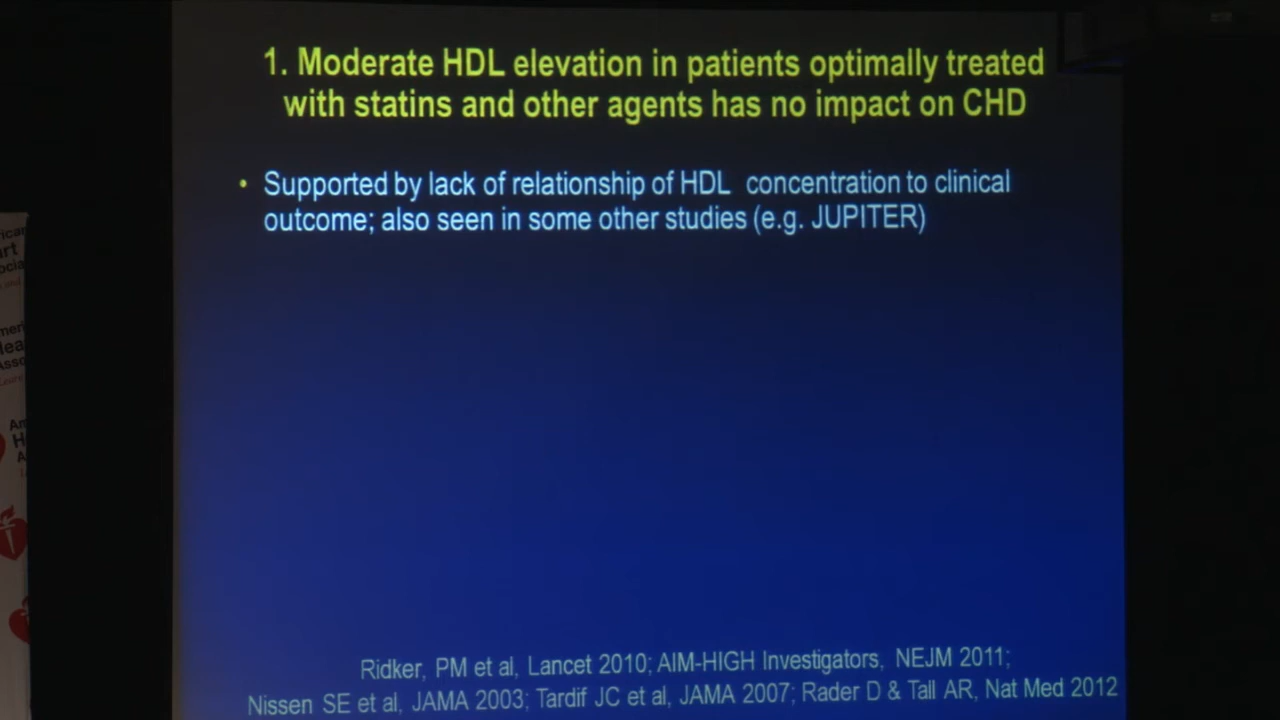 1. Moderate HDL elevation in patients optimally treated
with statins and other agents has no impact on CHD
• Supported by lack of relationship of HDL concentration to clinical
outcome; also seen in some other studies (e.g. JUPITER)
Ridker, PM et al, Lancet 2010; AIM-HIGH Investigators, NEJM 2011;
Nissen SE et al, JAMA 2003; Tardif JC et al, JAMA 2007; Rader D & Tall AR, Nat Med 2012